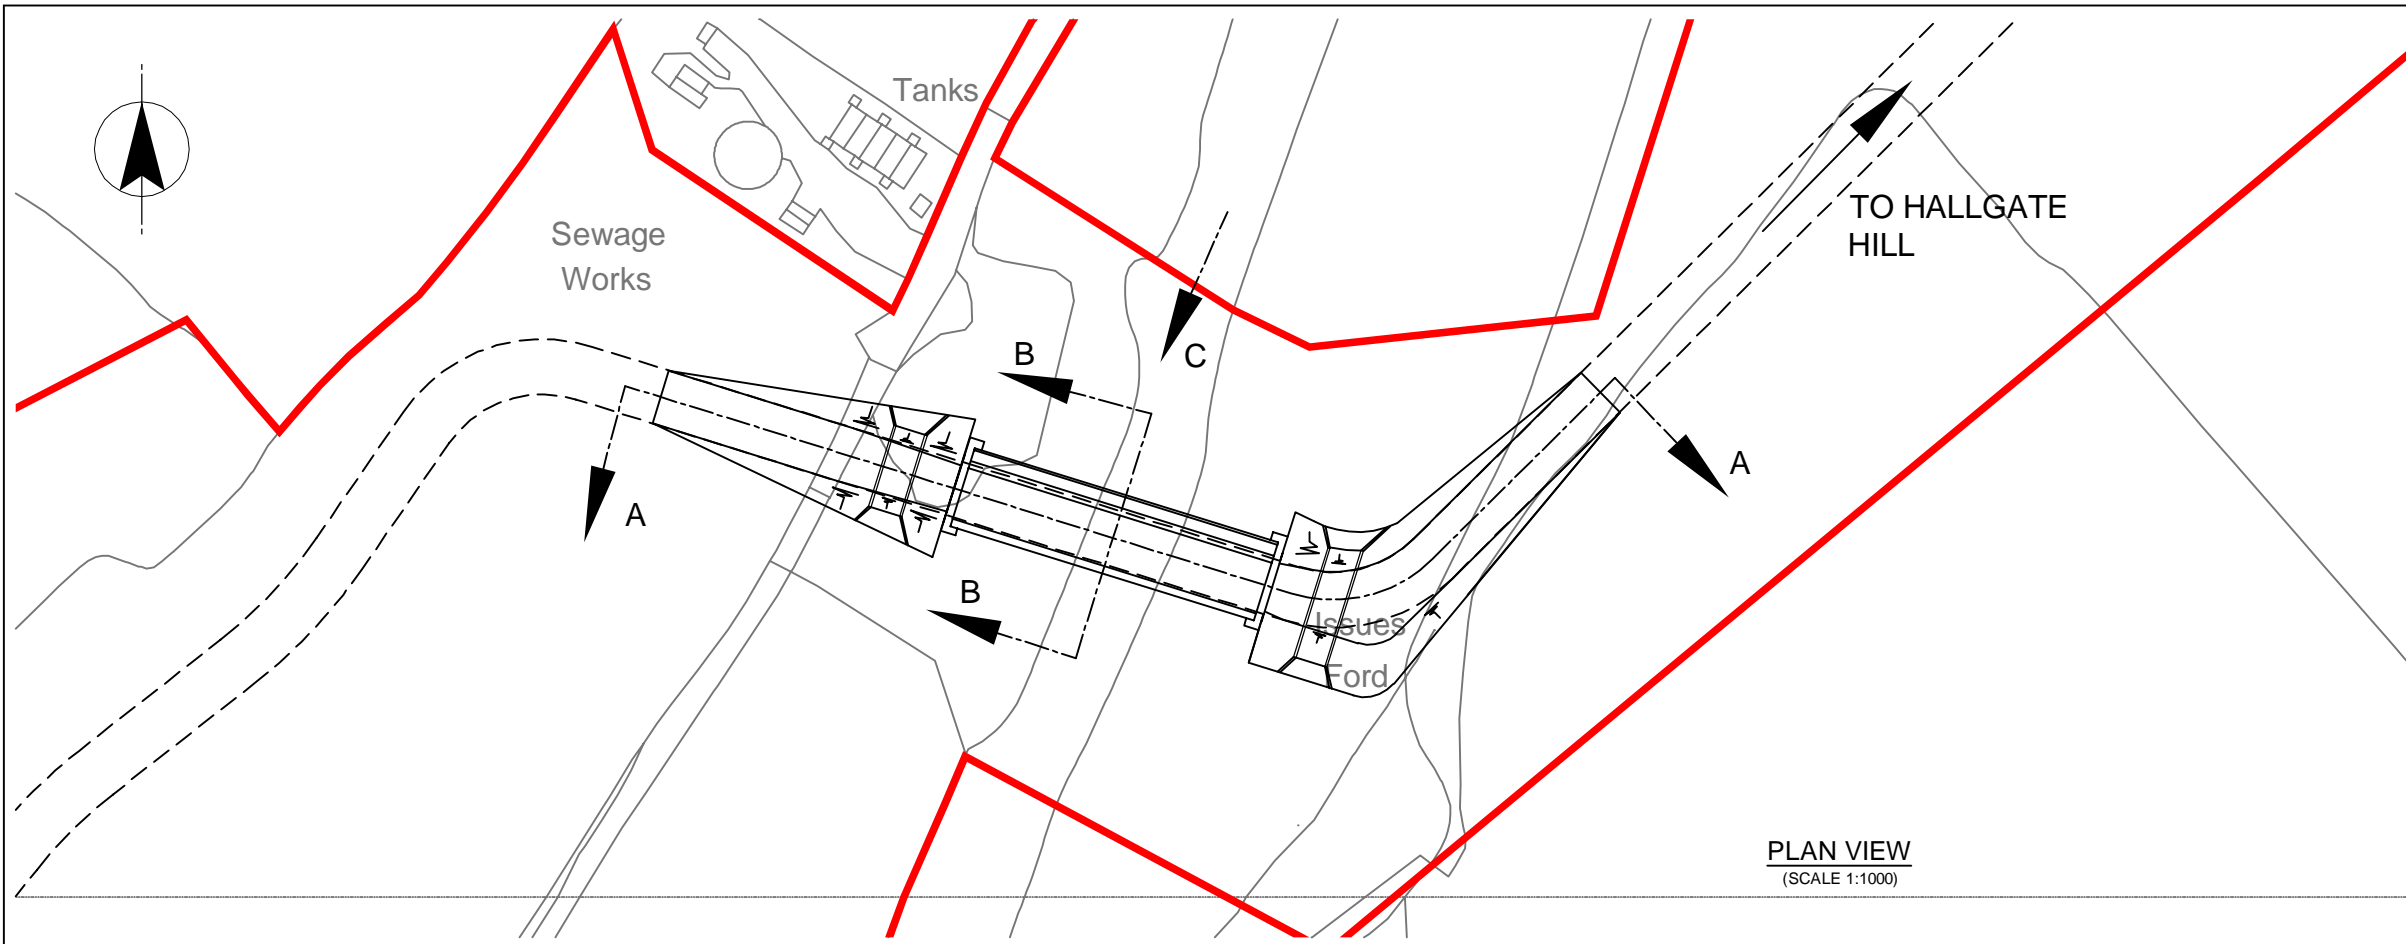 Tanks
TO HALLGATE
HILL
Sewage
Works
B
C
A
A
B
Issues
Ford
PLAN VIEW
(SCALE 1:1000)